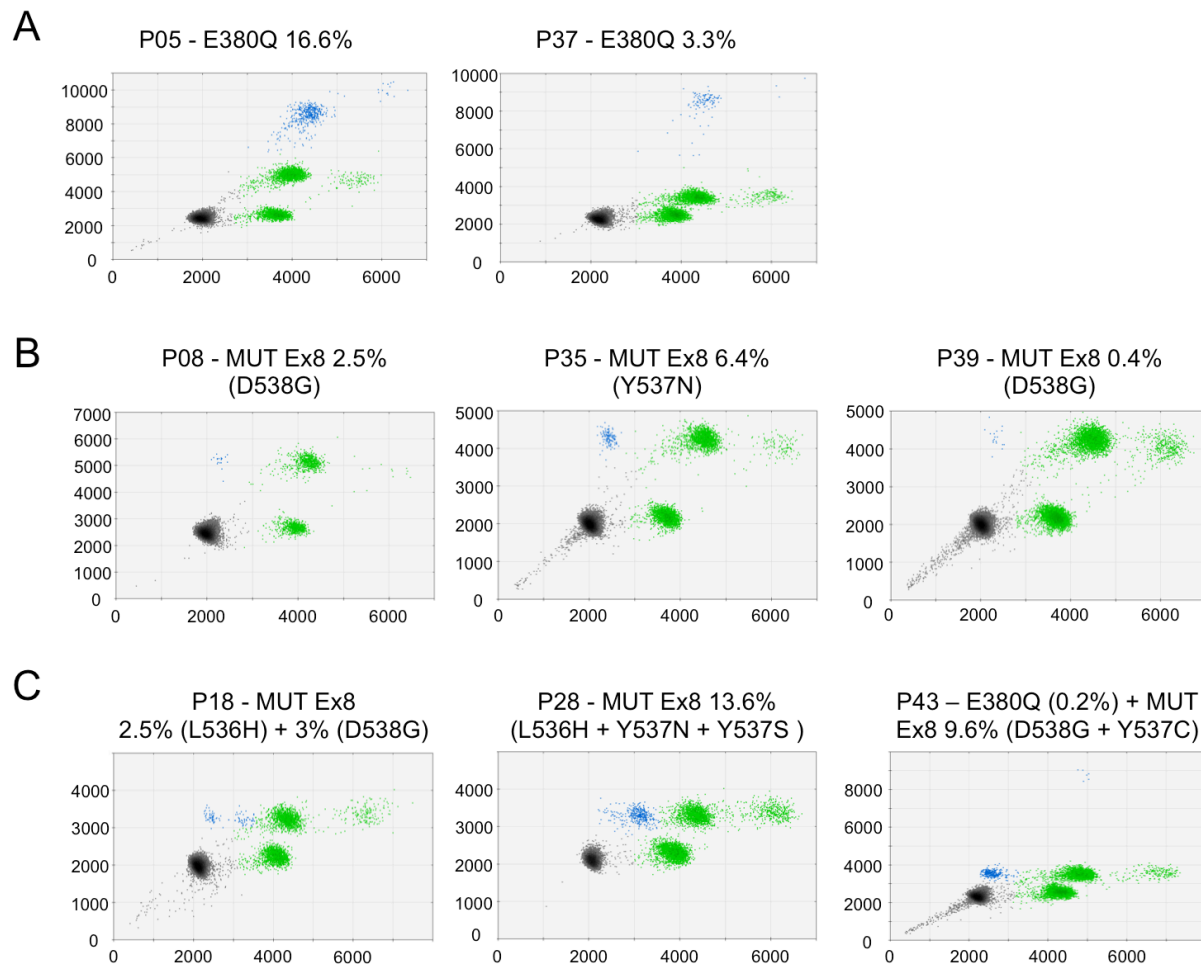 A
P05 - E380Q 16.6%
P37 - E380Q 3.3%
10000
8000
6000
4000
2000
0
0 2000 4000 6000
10000
8000
6000
4000
2000
0
0 2000 4000 6000
B
P08 - MUT Ex8 2.5%
(D538G)
P35 - MUT Ex8 6.4%
(Y537N)
P39 - MUT Ex8 0.4%
(D538G)
7000
6000
5000
4000
3000
2000
1000
0
0 2000 4000 6000
5000
4000
3000
2000
1000
0
0 2000 4000 6000
5000
4000
3000
2000
1000
0
0 2000 4000 6000
C
P18 - MUT Ex8
2.5% (L536H) + 3% (D538G)
P28 - MUT Ex8 13.6%
(L536H + Y537N + Y537S )
P43 – E380Q (0.2%) + MUT
Ex8 9.6% (D538G + Y537C)
4000
3000
2000
1000
0
0 2000 4000 6000
4000
3000
2000
1000
0
0 2000 4000 6000
10000
8000
6000
4000
2000
0
0 2000 4000 6000